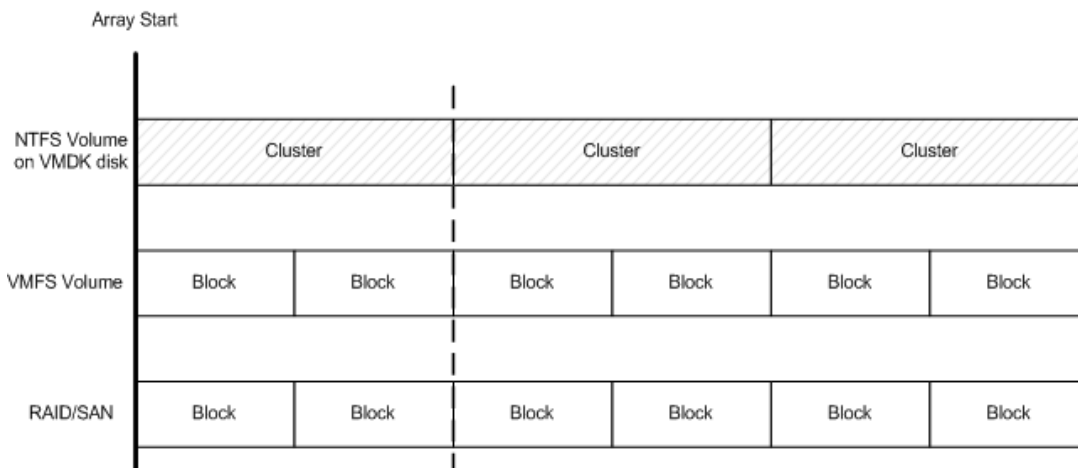 Array Start
NTFS Volume
on VMDK disk
Cluster Cluster Cluster
VMFS Volume
Block Block Block Block Block Block
RAID/SAN
Block Block Block Block Block Block